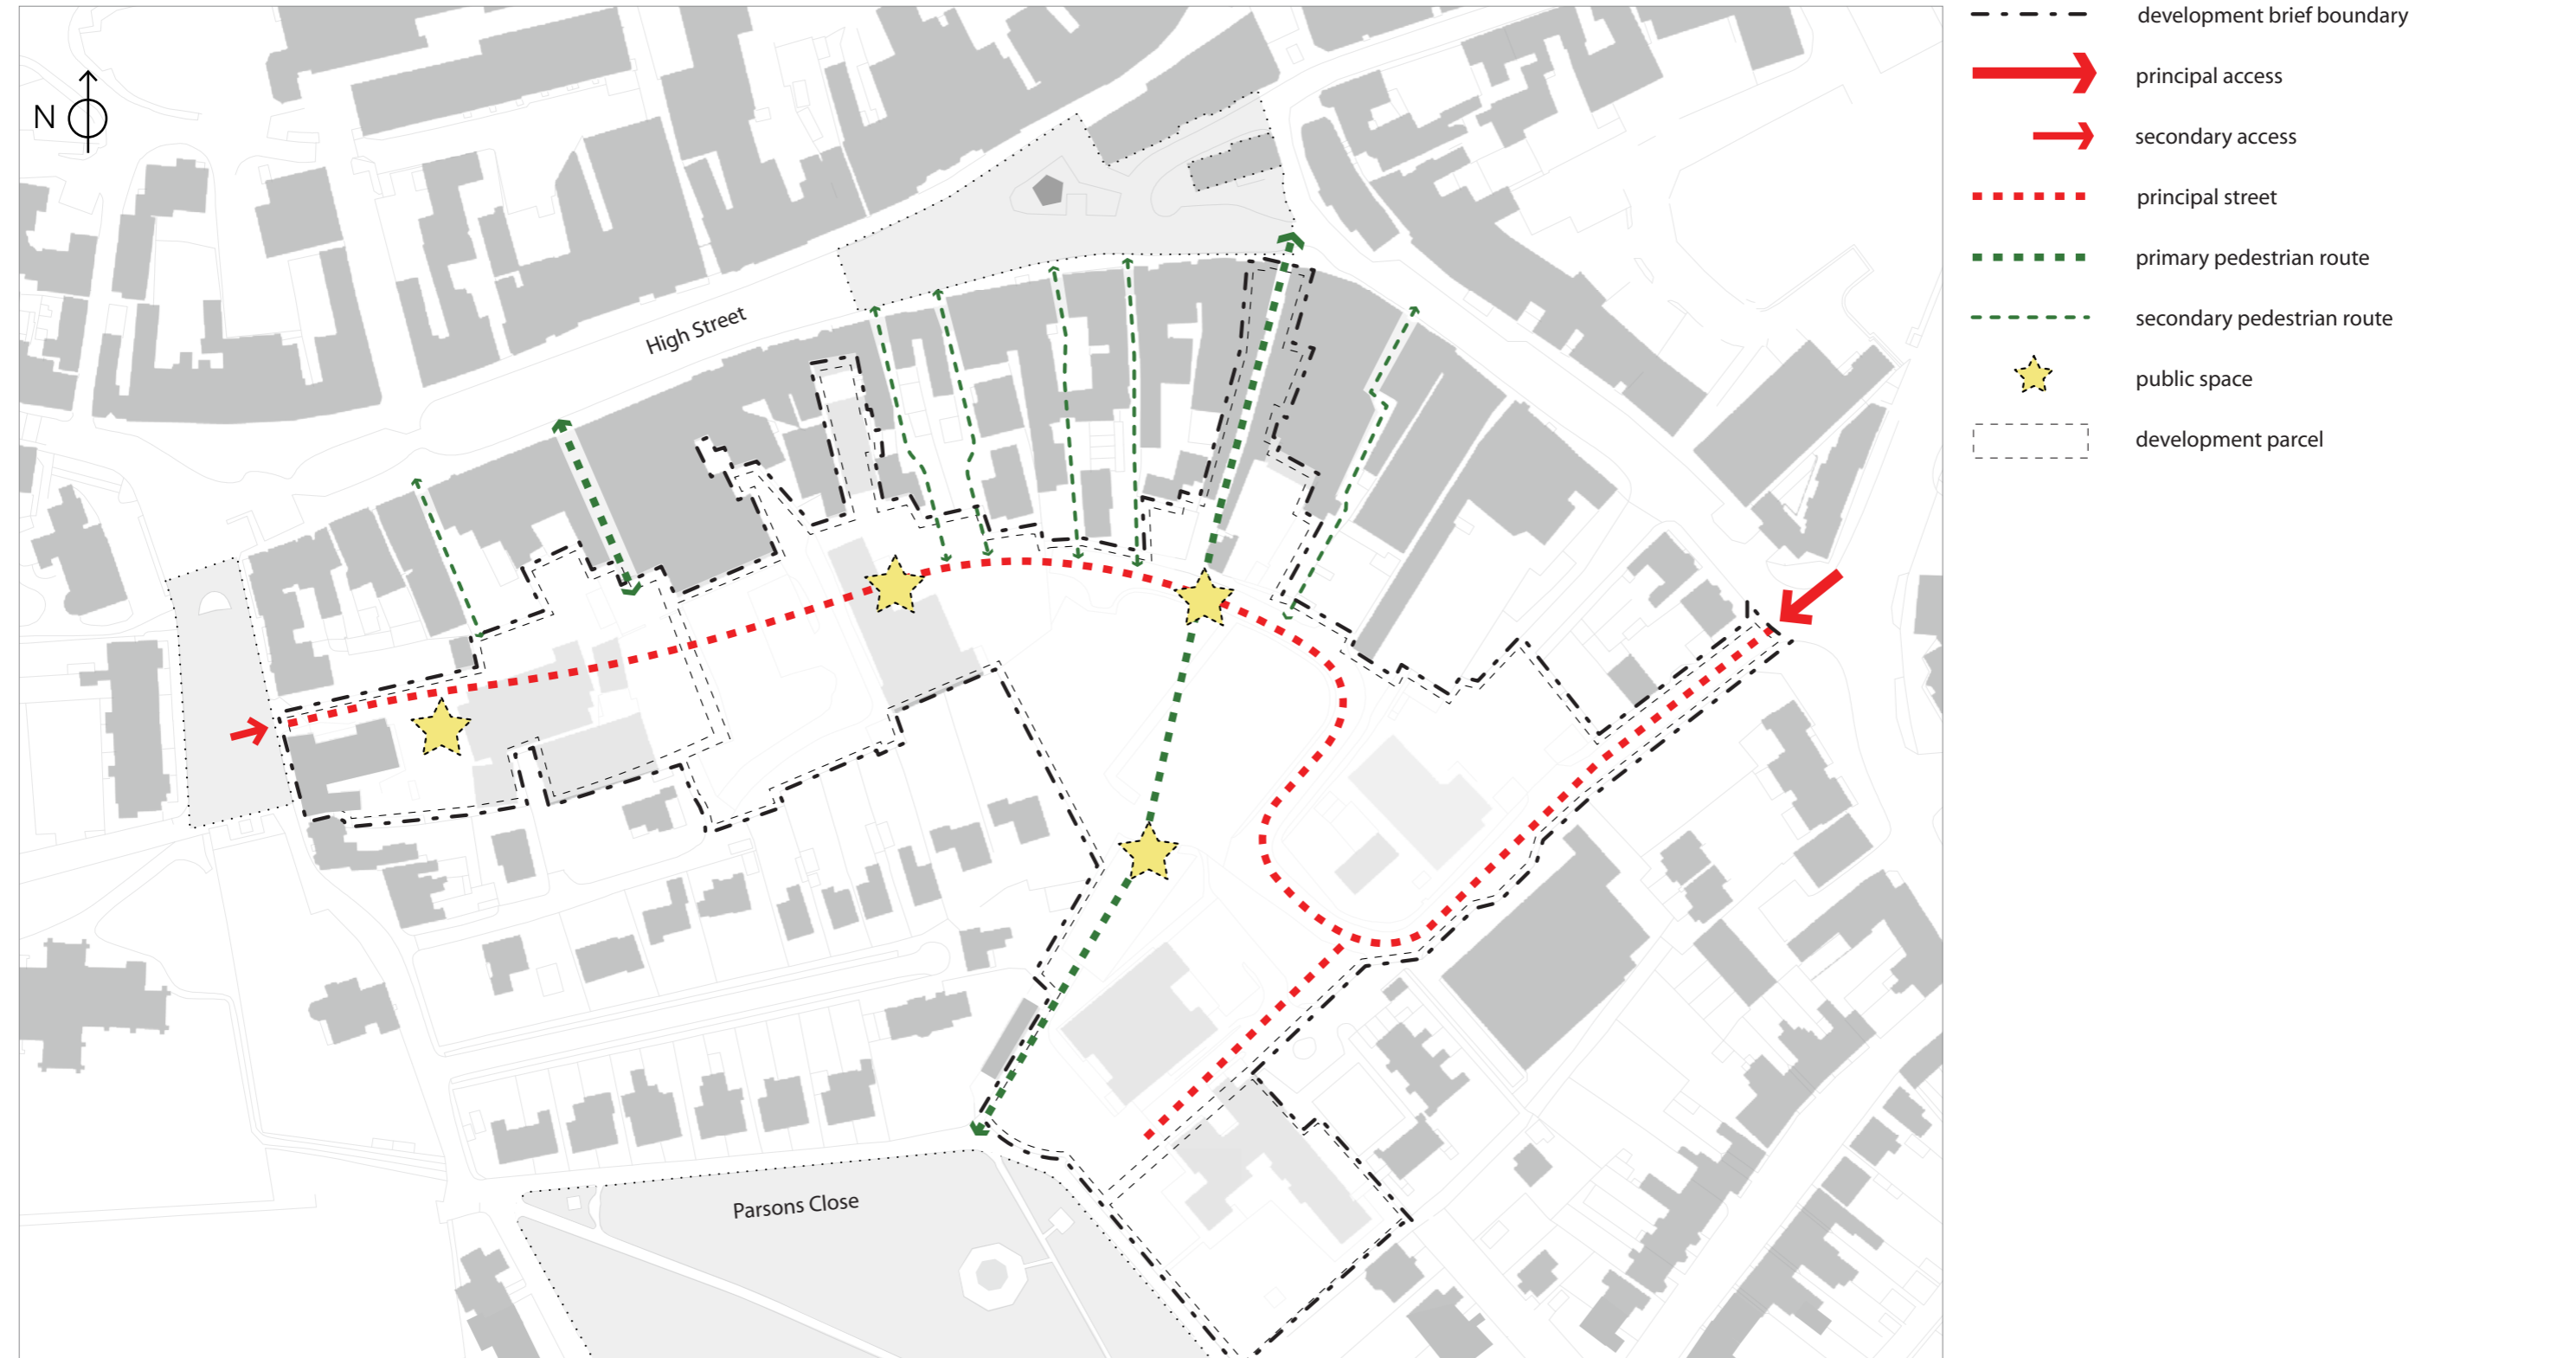 N
High Street
Parsons Close
development brief boundary
principal access
secondary access
principal street
primary pedestrian route
secondary pedestrian route
public space
development parcel